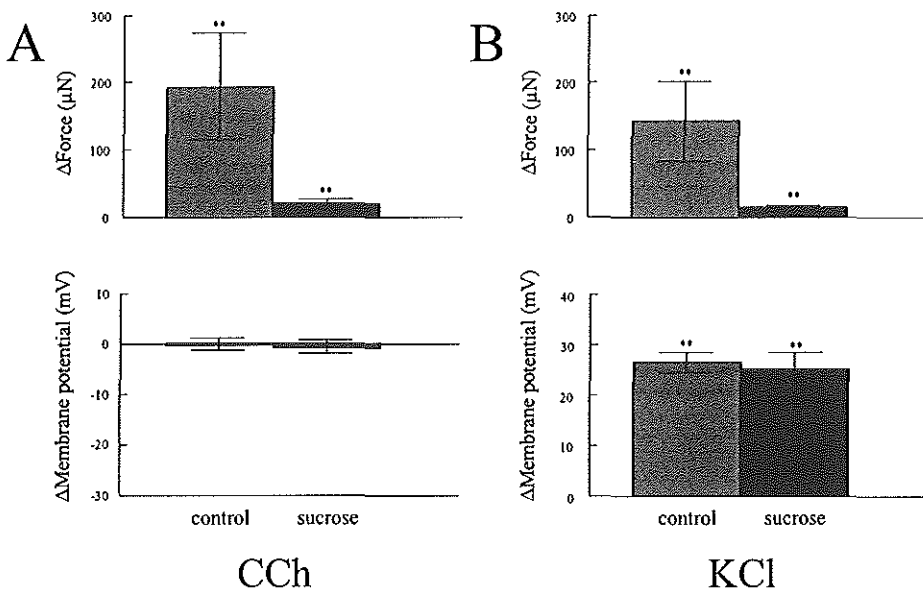 A
ΔForce (μN)
300
200
100
0
**
**
ΔMembrane potential (mV)
10
0
-10
-20
-30
control sucrose
CCh
B
ΔForce (μN)
300
200
100
0
**
**
ΔMembrane potential (mV)
40
30
20
10
0
**
**
control sucrose
KCl